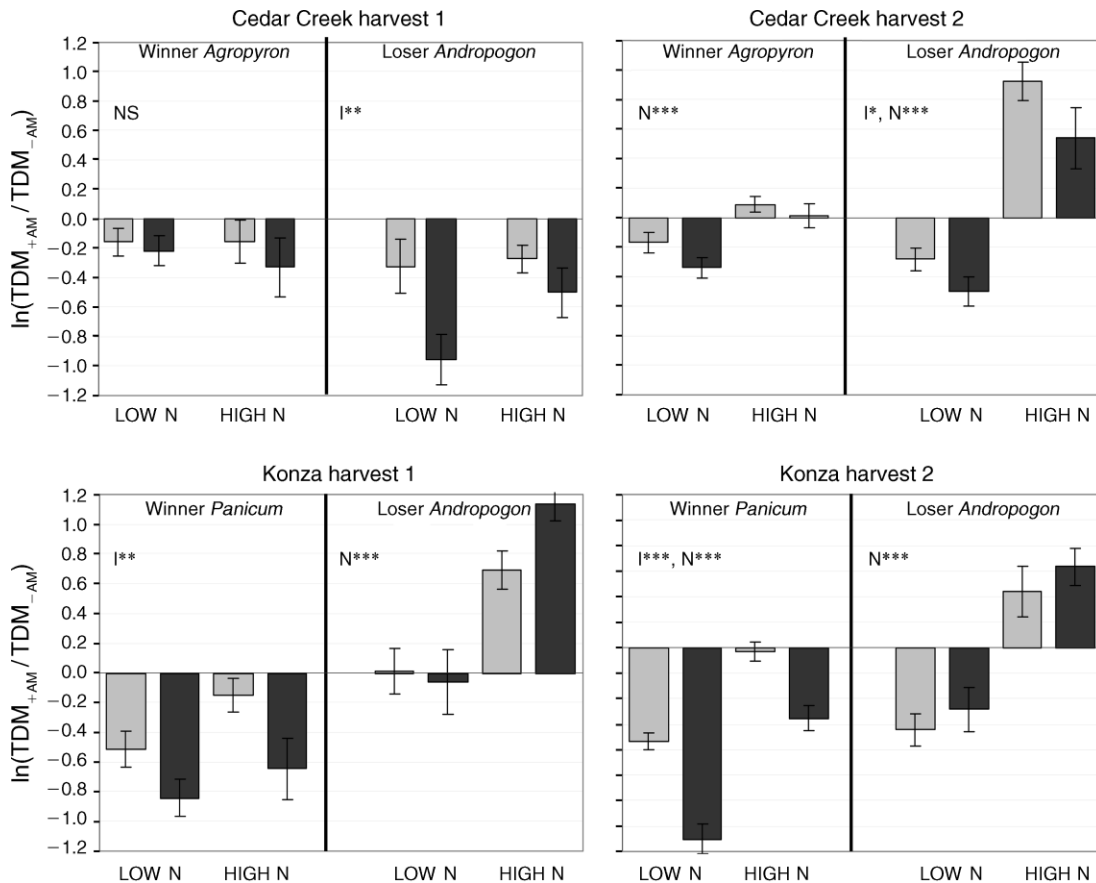 Cedar Creek harvest 1
Cedar Creek harvest 2
ln(TDM+AM / TDM−AM)
1.2
1.0
0.8
0.6
0.4
0.2
0.0
−0.2
−0.4
−0.6
−0.8
−1.0
−1.2
Winner Agropyron
Loser Andropogon
NS
I**
LOW N
HIGH N
LOW N
HIGH N
Winner Agropyron
Loser Andropogon
N***
I*, N***
LOW N
HIGH N
LOW N
HIGH N
Konza harvest 1
Konza harvest 2
ln(TDM+AM / TDM−AM)
1.2
1.0
0.8
0.6
0.4
0.2
0.0
−0.2
−0.4
−0.6
−0.8
−1.0
−1.2
Winner Panicum
Loser Andropogon
I**
N***
LOW N
HIGH N
LOW N
HIGH N
Winner Panicum
Loser Andropogon
I***, N***
N***
LOW N
HIGH N
LOW N
HIGH N